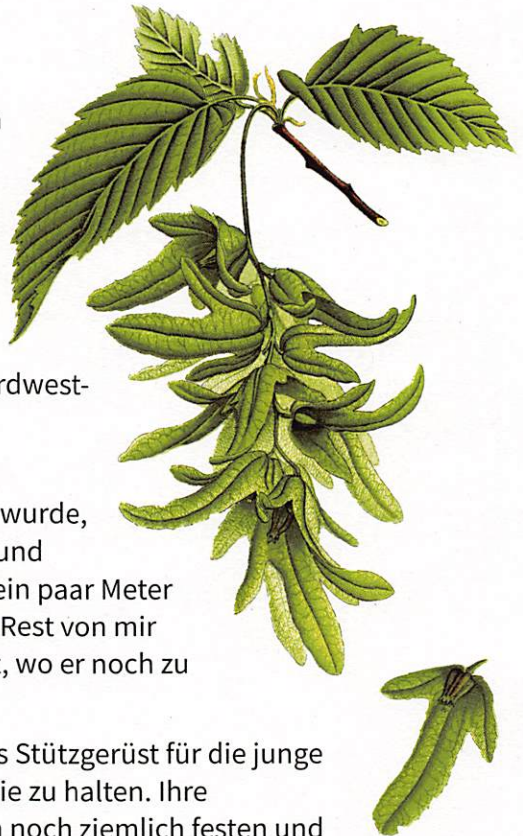 rdwest-
wurde,
und
ein paar Meter
Rest von mir
, wo er noch zu
s Stützgerüst für die junge
ie zu halten. Ihre
noch ziemlich festen und